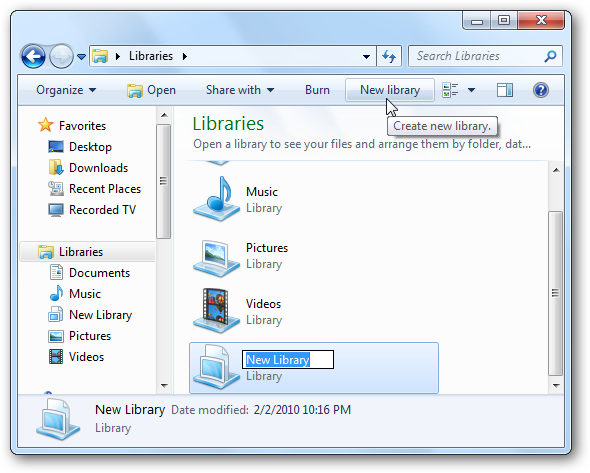 Libraries
Search Libraries
Organize Open Share with Burn New library
Create new library.
Favorites
Desktop
Downloads
Recent Places
Recorded TV
Libraries
Documents
Music
New Library
Pictures
Videos
Libraries
Open a library to see your files and arrange them by folder, dat...
Music
Library
Pictures
Library
Videos
Library
New Library
Library
New Library Date modified: 2/2/2010 10:16 PM
Library